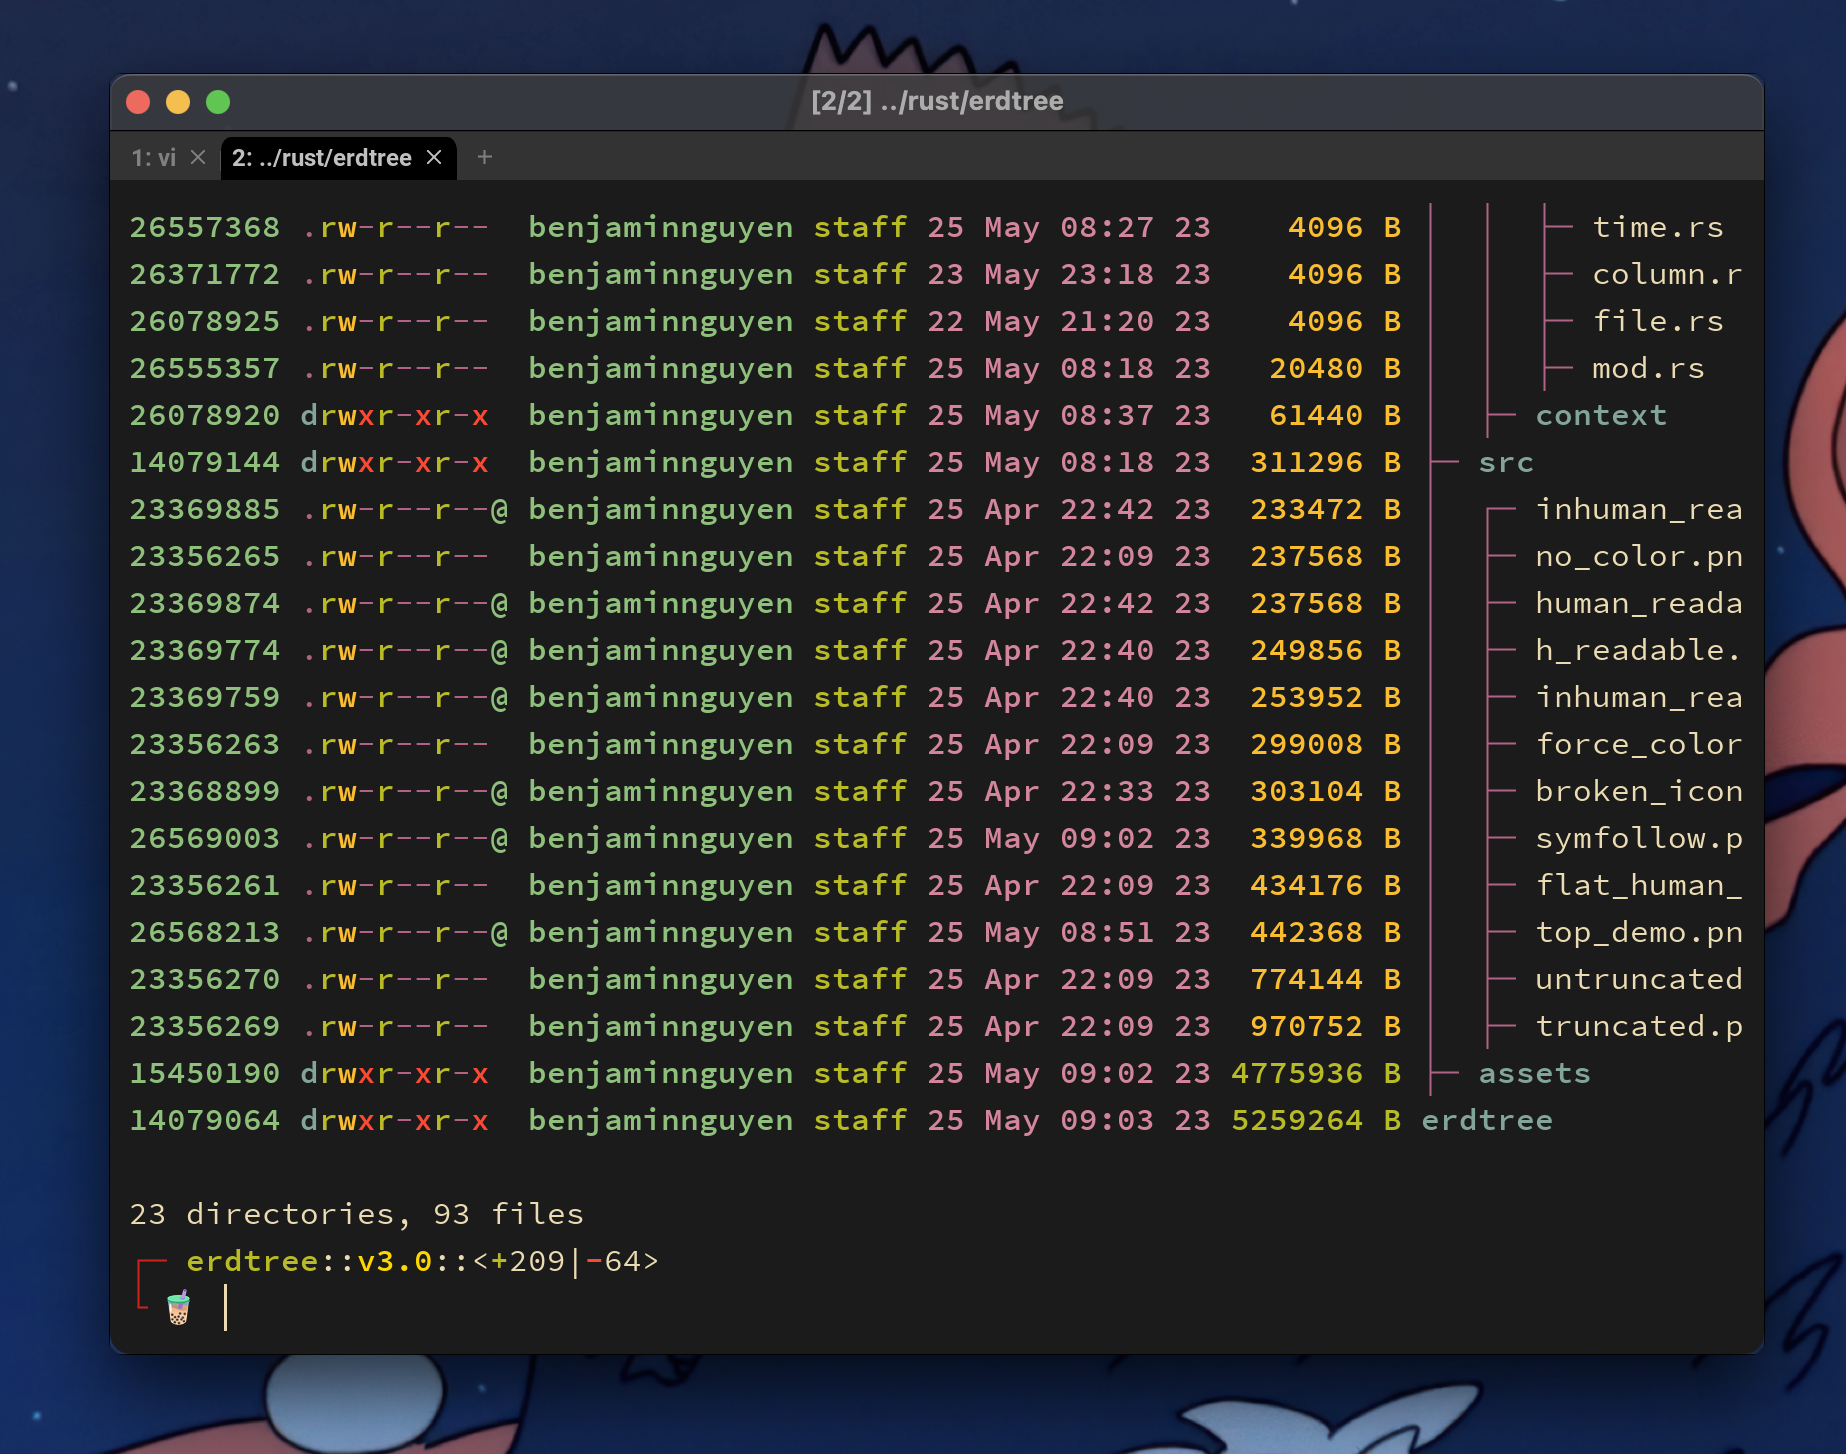 [2/2] ../rust/erdtree
1: vi × 2: ../rust/erdtree × +
26557368 .rw-r--r-- benjaminnguyen staff 25 May 08:27 23 4096 B │ │ ├─ time.rs
26371772 .rw-r--r-- benjaminnguyen staff 23 May 23:18 23 4096 B │ │ ├─ column.r
26078925 .rw-r--r-- benjaminnguyen staff 22 May 21:20 23 4096 B │ │ ├─ file.rs
26555357 .rw-r--r-- benjaminnguyen staff 25 May 08:18 23 20480 B │ │ ├─ mod.rs
26078920 drwxr-xr-x benjaminnguyen staff 25 May 08:37 23 61440 B │ ├─ context
14079144 drwxr-xr-x benjaminnguyen staff 25 May 08:18 23 311296 B ├─ src
23369885 .rw-r--r--@ benjaminnguyen staff 25 Apr 22:42 23 233472 B │ ┌─ inhuman_rea
23356265 .rw-r--r-- benjaminnguyen staff 25 Apr 22:09 23 237568 B │ ├─ no_color.pn
23369874 .rw-r--r--@ benjaminnguyen staff 25 Apr 22:42 23 237568 B │ ├─ human_reada
23369774 .rw-r--r--@ benjaminnguyen staff 25 Apr 22:40 23 249856 B │ ├─ h_readable.
23369759 .rw-r--r--@ benjaminnguyen staff 25 Apr 22:40 23 253952 B │ ├─ inhuman_rea
23356263 .rw-r--r-- benjaminnguyen staff 25 Apr 22:09 23 299008 B │ ├─ force_color
23368899 .rw-r--r--@ benjaminnguyen staff 25 Apr 22:33 23 303104 B │ ├─ broken_icon
26569003 .rw-r--r--@ benjaminnguyen staff 25 May 09:02 23 339968 B │ ├─ symfollow.p
23356261 .rw-r--r-- benjaminnguyen staff 25 Apr 22:09 23 434176 B │ ├─ flat_human_
26568213 .rw-r--r--@ benjaminnguyen staff 25 May 08:51 23 442368 B │ ├─ top_demo.pn
23356270 .rw-r--r-- benjaminnguyen staff 25 Apr 22:09 23 774144 B │ ├─ untruncated
23356269 .rw-r--r-- benjaminnguyen staff 25 Apr 22:09 23 970752 B │ ├─ truncated.p
15450190 drwxr-xr-x benjaminnguyen staff 25 May 09:02 23 4775936 B ├─ assets
14079064 drwxr-xr-x benjaminnguyen staff 25 May 09:03 23 5259264 B erdtree
23 directories, 93 files
┌─ erdtree::v3.0::<+209|-64>
└ 🧋